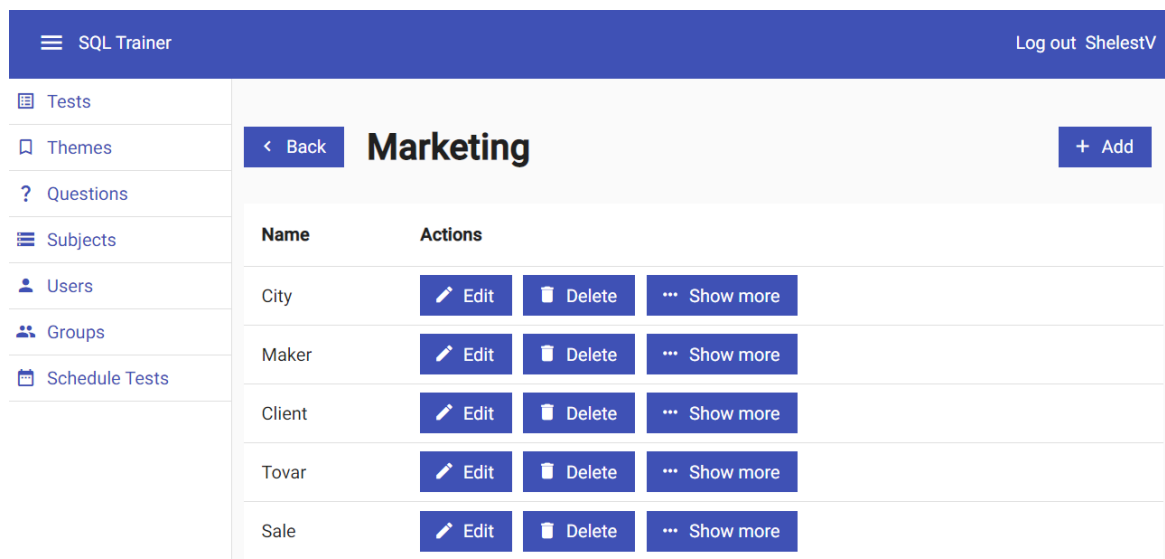 SQL Trainer Log out ShelestV
Tests
Themes
? Questions
Subjects
Users
Groups
Schedule Tests
< Back Marketing + Add
Name Actions
City Edit Delete ••• Show more
Maker Edit Delete ••• Show more
Client Edit Delete ••• Show more
Tovar Edit Delete ••• Show more
Sale Edit Delete ••• Show more